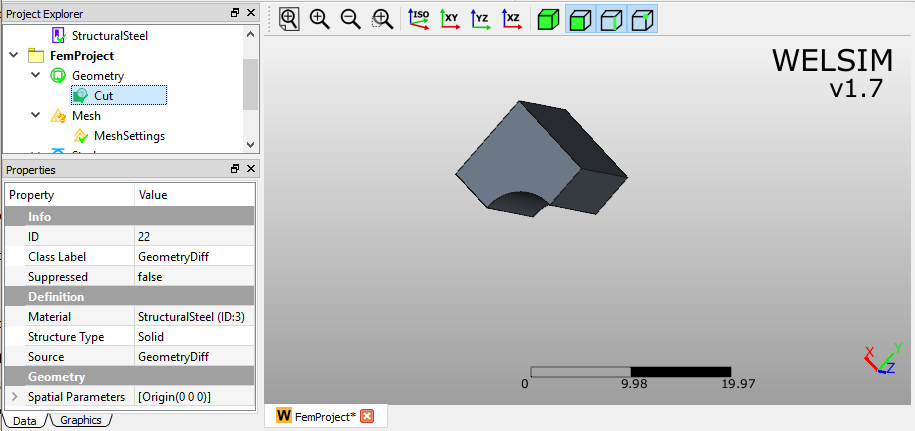 Project Explorer
StructuralSteel
FemProject
Geometry
Cut
Mesh
MeshSettings
Properties
Property Value
Info
ID 22
Class Label GeometryDiff
Suppressed false
Definition
Material StructuralSteel (ID:3)
Structure Type Solid
Source GeometryDiff
Geometry
Spatial Parameters [Origin(0 0 0)]
Data Graphics
ISO XY YZ XZ
WELSIM
v1.7
0 9.98 19.97
X Y Z
W FemProject*